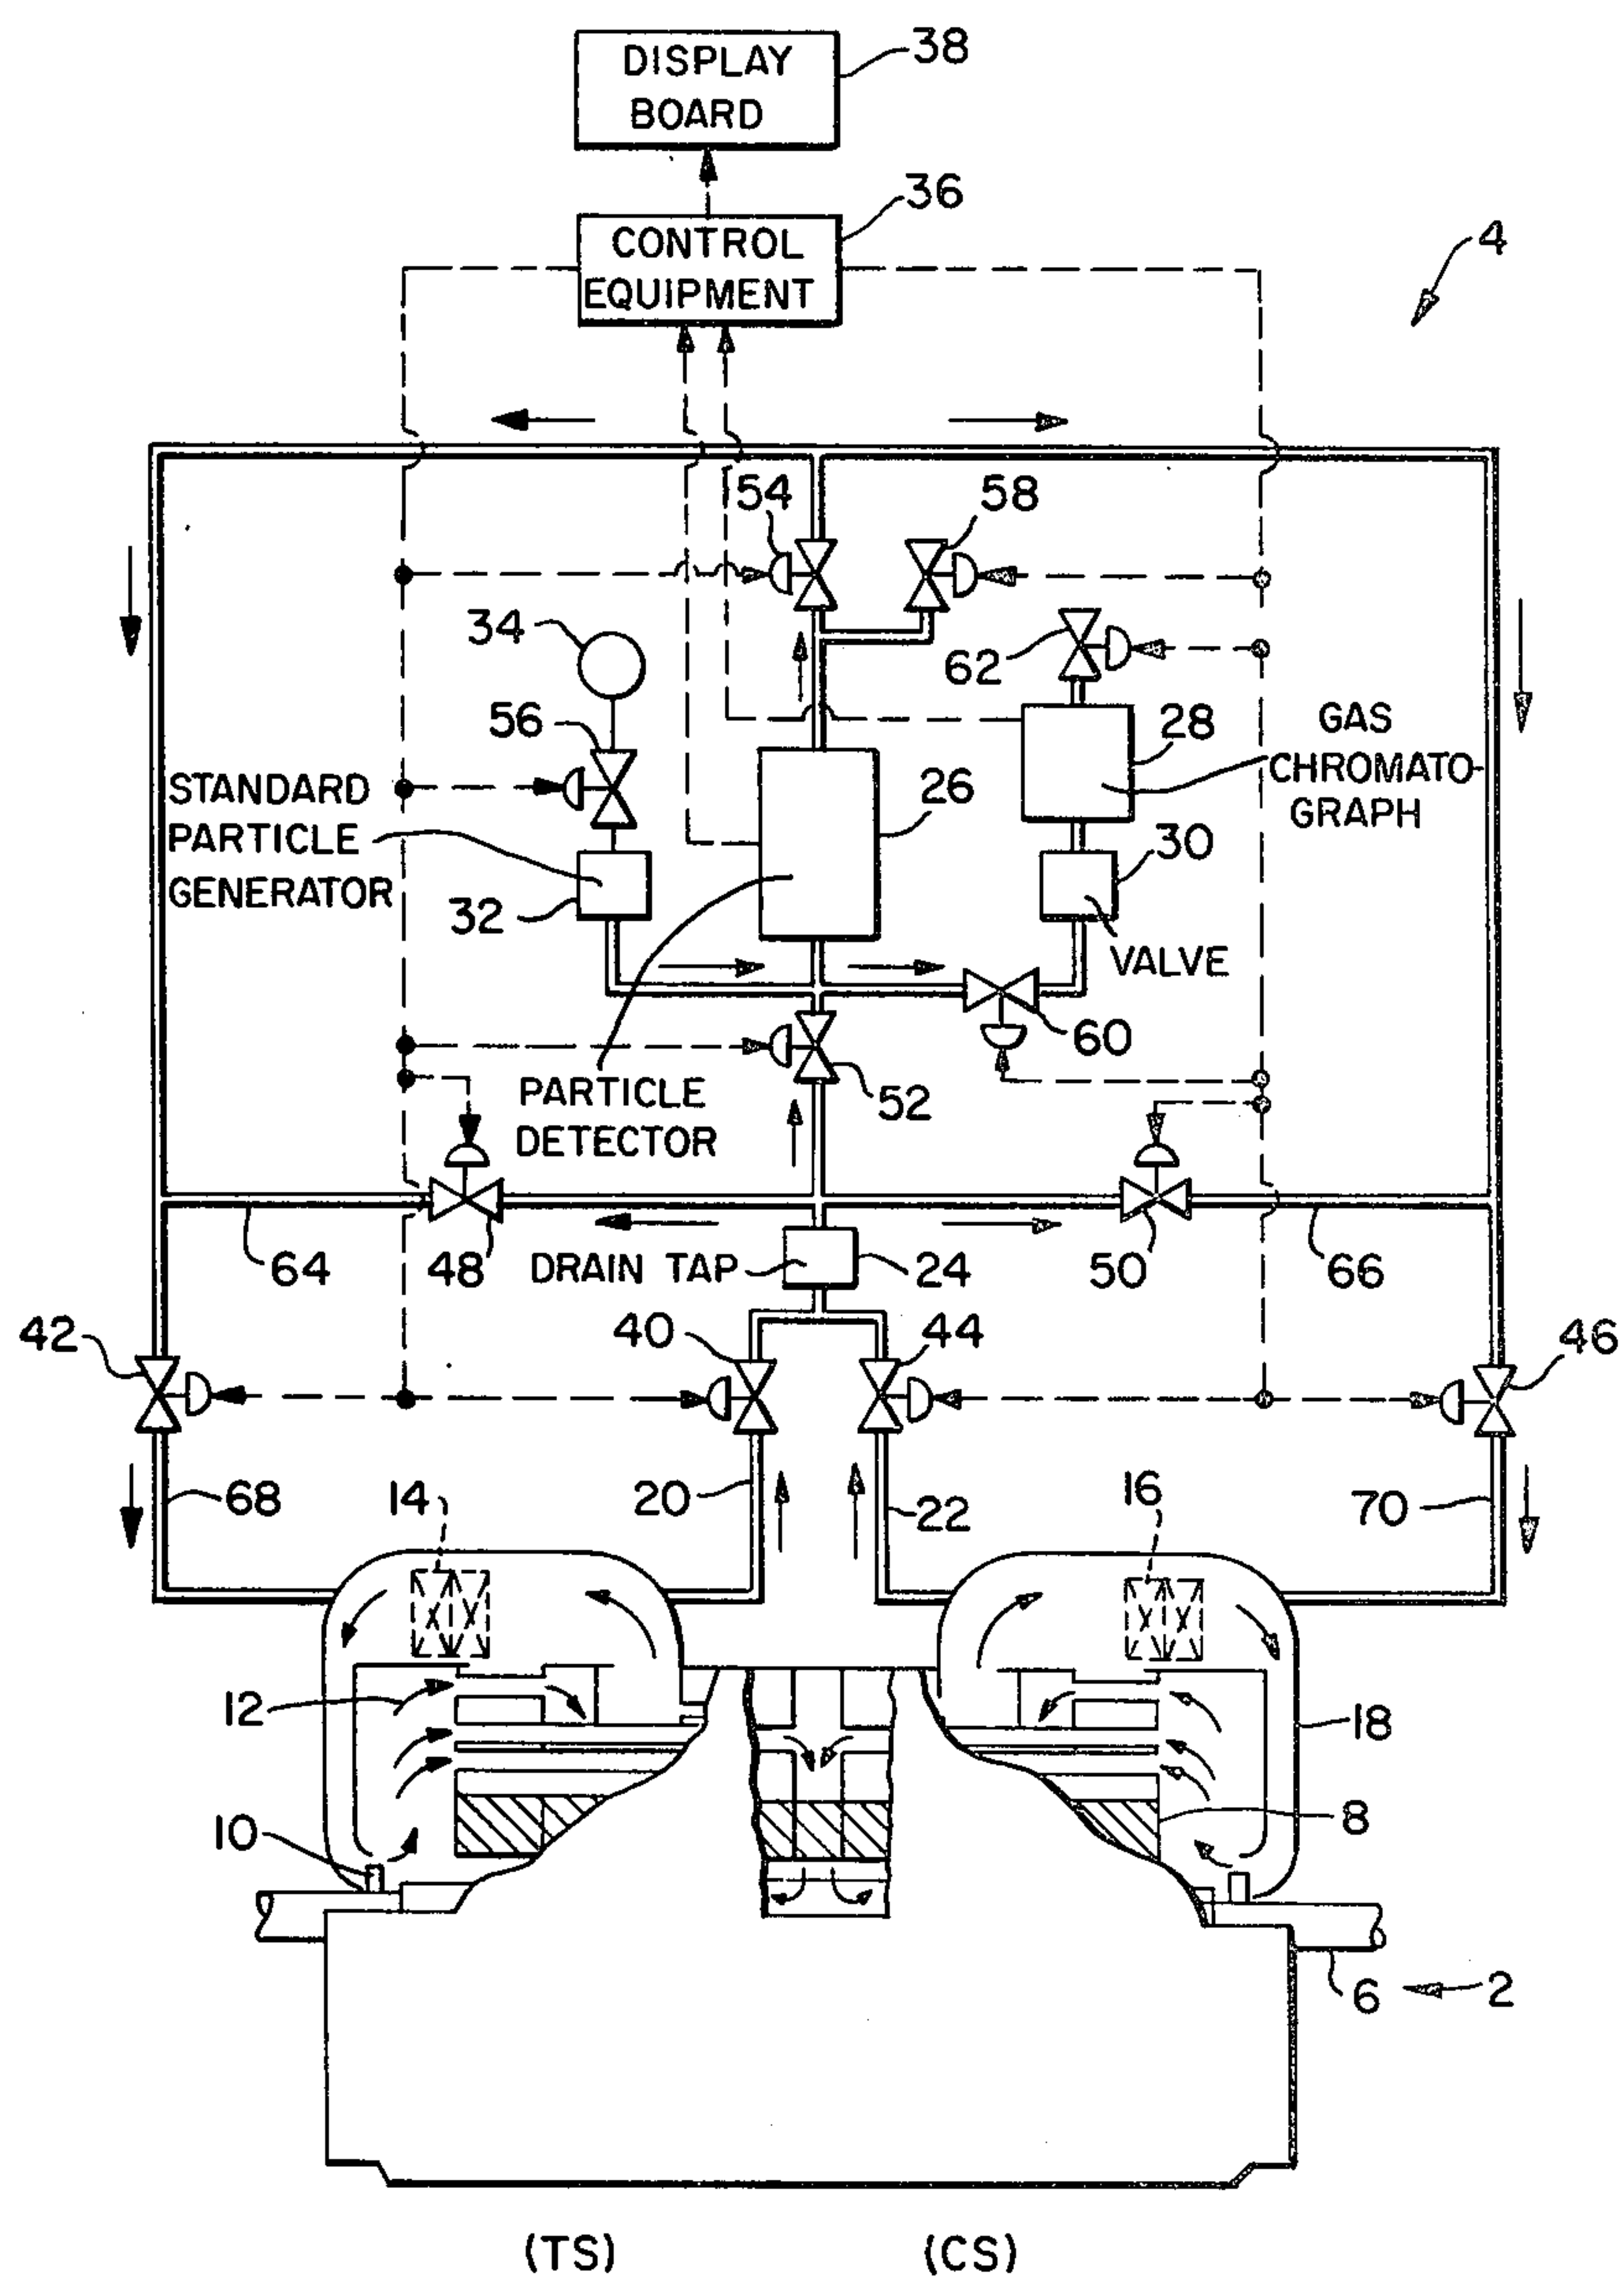 DISPLAY
BOARD
38
CONTROL
EQUIPMENT
36
4
54
58
34
62
56
28
GAS
CHROMATO-
GRAPH
STANDARD
PARTICLE
GENERATOR
32
26
30
VALVE
60
PARTICLE
DETECTOR
52
64
48
DRAIN TAP
24
50
66
42
40
44
46
68
14
20
22
16
70
12
18
10
8
6
2
(TS)
(CS)